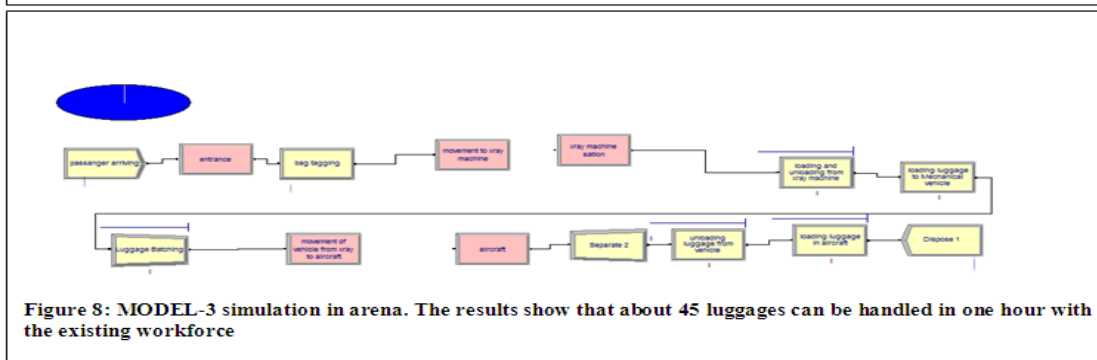 passanger arriving
entrance
bag tagging
movement to xray
machine
xray machine
sation
loading and
unloading from
xray machine
loading luggage
to Mechanical
vehicle
Luggage Batching
movement of
vehicle from xray
to aircraft
aircraft
Separate 2
unloading
luggage from
vehicle
loading luggage
in aircraft
Dispose 1
Figure 8: MODEL-3 simulation in arena. The results show that about 45 luggages can be handled in one hour with
the existing workforce